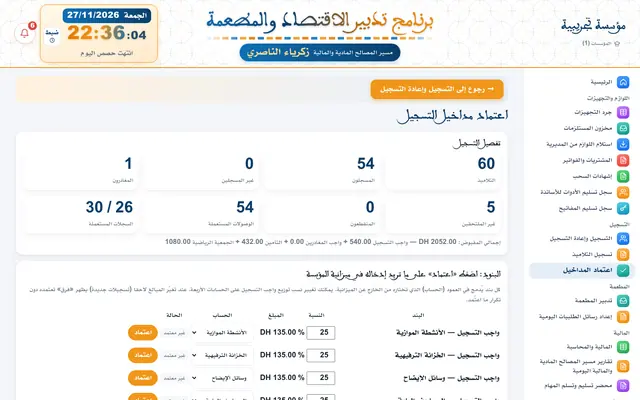 مؤسسة تجريبية
المؤسسات (1)
برنامج تدبير الاقتصاد والمطعمة
مسير المصالح المادية والمالية زكرياء الناصري
الجمعة 27/11/2026
22:36:04
انتهت حصص اليوم
ضبط
6
الرئيسية
اللوازم والتجهيزات
جرد التجهيزات
مخزون المستلزمات
استلام اللوازم من المديرية
المشتريات والفواتير
إشهادات السحب
سجل تسليم الأدوات للأساتذة
سجل تسليم المفاتيح
التسجيل
التسجيل وإعادة التسجيل
تسجيل التلاميذ
اعتماد المداخيل
المطعمة
تدبير المطعمة
إعداد رسائل الطلبيات اليومية
المالية
المالية والمحاسبة
تقارير مسير المصالح المادية والمالية اليومية
محضر تسليم وتسلم المهام
→ رجوع إلى التسجيل وإعادة التسجيل
اعتماد مداخيل التسجيل
تفصيل التسجيل
60 54 0 1
التلاميذ المسجلون غير المسجلين المغادرون
5 0 54 26 / 30
غير الملتحقين المنقطعون الوصولات المستعملة السجلات المستعملة
إجمالي المقبوض: 2052.00 DH — واجب التسجيل 540.00 + واجب المغادرين 0.00 + التأمين 432.00 + الجمعية الرياضية 1080.00
البنود: اضغط «اعتماد» على ما تريد إدخاله في ميزانية المؤسسة
البند النسبة المبلغ الحساب الحالة
واجب التسجيل — الأنشطة الموازية 25 % 135.00 DH الأنشطة الموازية غير معتمد اعتماد
واجب التسجيل — الخزانة الترفيهية 25 % 135.00 DH الخزانة الترفيهية غير معتمد اعتماد
واجب التسجيل — وسائل الإيضاح 25 % 135.00 DH وسائل الإيضاح غير معتمد اعتماد